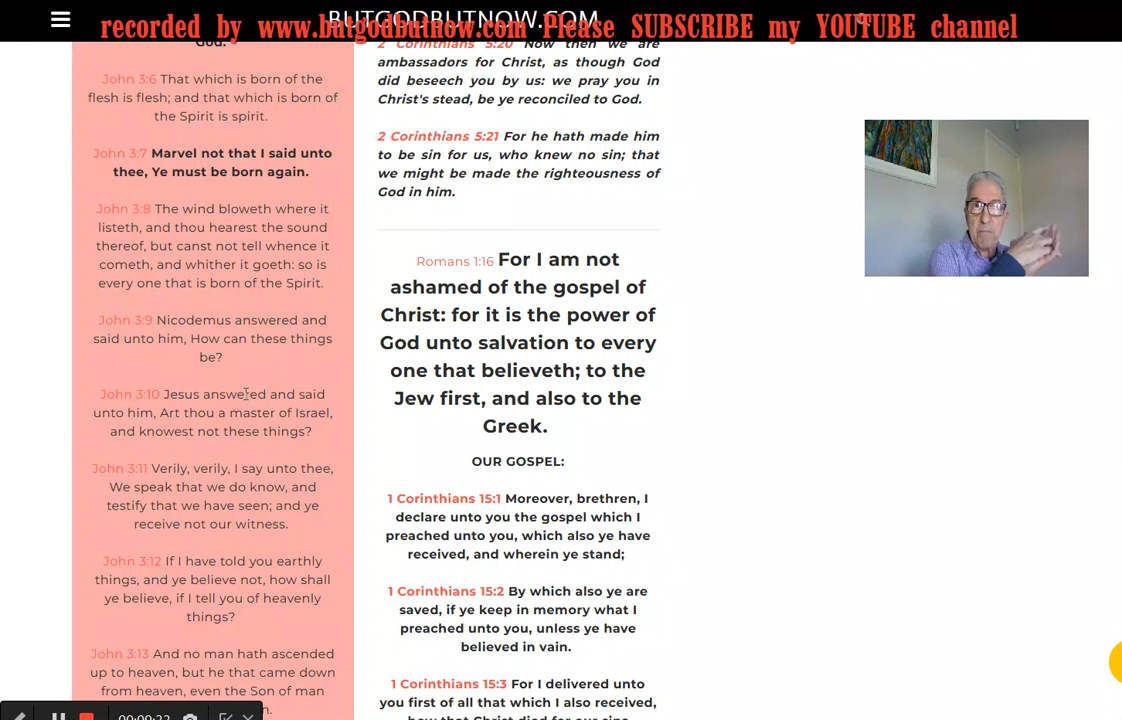 BUTGODBUTNOW.COM
recorded by www.butgodbutnow.com Please SUBSCRIBE my YOUTUBE channel
God.
John 3:6 That which is born of the
flesh is flesh; and that which is born of
the Spirit is spirit.
John 3:7 Marvel not that I said unto
thee, Ye must be born again.
John 3:8 The wind bloweth where it
listeth, and thou hearest the sound
thereof, but canst not tell whence it
cometh, and whither it goeth: so is
every one that is born of the Spirit.
John 3:9 Nicodemus answered and
said unto him, How can these things
be?
John 3:10 Jesus answered and said
unto him, Art thou a master of Israel,
and knowest not these things?
John 3:11 Verily, verily, I say unto thee,
We speak that we do know, and
testify that we have seen; and ye
receive not our witness.
John 3:12 If I have told you earthly
things, and ye believe not, how shall
ye believe, if I tell you of heavenly
things?
John 3:13 And no man hath ascended
up to heaven, but he that came down
from heaven, even the Son of man
00:09:22
2 Corinthians 5:20 Now then we are
ambassadors for Christ, as though God
did beseech you by us: we pray you in
Christ's stead, be ye reconciled to God.
2 Corinthians 5:21 For he hath made him
to be sin for us, who knew no sin; that
we might be made the righteousness of
God in him.
Romans 1:16 For I am not
ashamed of the gospel of
Christ: for it is the power of
God unto salvation to every
one that believeth; to the
Jew first, and also to the
Greek.
OUR GOSPEL:
1 Corinthians 15:1 Moreover, brethren, I
declare unto you the gospel which I
preached unto you, which also ye have
received, and wherein ye stand;
1 Corinthians 15:2 By which also ye are
saved, if ye keep in memory what I
preached unto you, unless ye have
believed in vain.
1 Corinthians 15:3 For I delivered unto
you first of all that which I also received,
how that Christ died for our sins